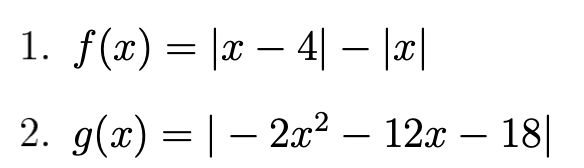 1. f(x) = |x − 4| − |x|
2. g(x) = | − 2x² − 12x − 18|